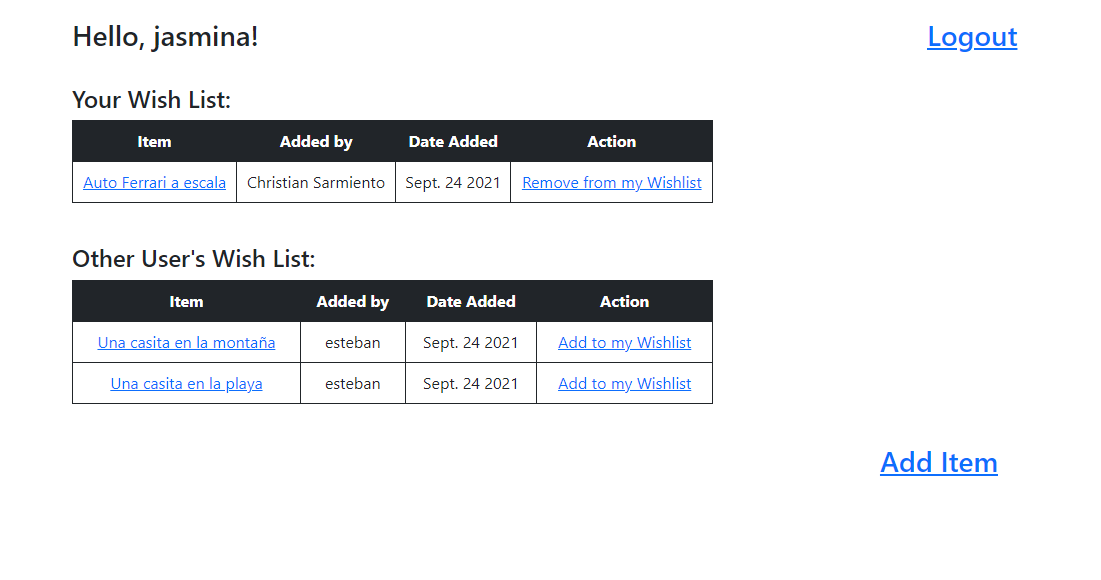 Hello, jasmina! Logout
Your Wish List:
Item Added by Date Added Action
Auto Ferrari a escala Christian Sarmiento Sept. 24 2021 Remove from my Wishlist
Other User's Wish List:
Item Added by Date Added Action
Una casita en la montaña esteban Sept. 24 2021 Add to my Wishlist
Una casita en la playa esteban Sept. 24 2021 Add to my Wishlist
Add Item